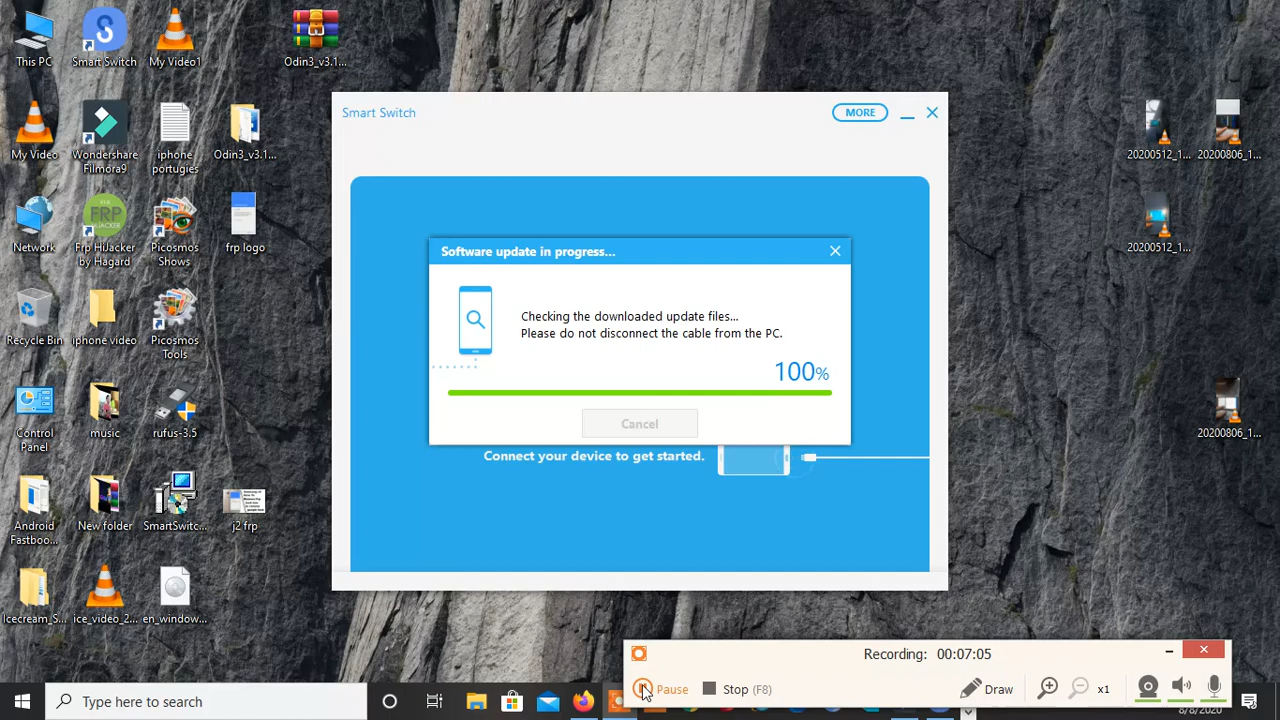 This PC
Smart Switch
My Video1
Odin3_v3.1...
My Video
Wondershare
Filmora9
iphone
portugies
Odin3_v3.1...
Network
FRP
Frp HiJacker
by Hagard
Picosmos
Shows
frp logo
Recycle Bin
iphone video
Picosmos
Tools
Control
Panel
music
rufus-3.5
Android
Fastboo...
New folder
SmartSwitc...
j2 frp
Icecream_S...
ice_video_2...
en_window...
20200512_1...
20200806_1...
20200512_1...
20200806_1...
Smart Switch
MORE
Software update in progress...
Checking the downloaded update files...
Please do not disconnect the cable from the PC.
100%
Cancel
Connect your device to get started.
Recording: 00:07:05
Pause
Stop (F8)
Draw
x1
Type here to search
8/8/2020